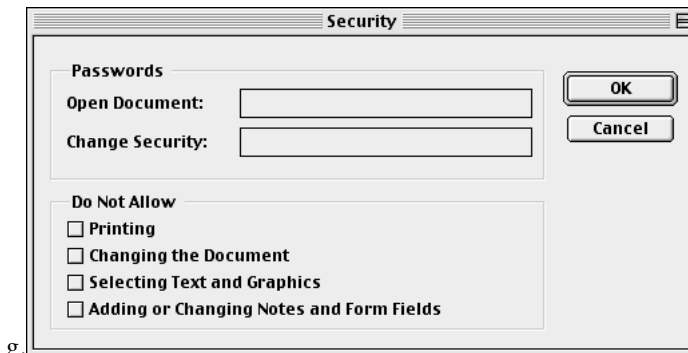 Security
Passwords
Open Document:
OK
Change Security:
Cancel
Do Not Allow
Printing
Changing the Document
Selecting Text and Graphics
Adding or Changing Notes and Form Fields
g.